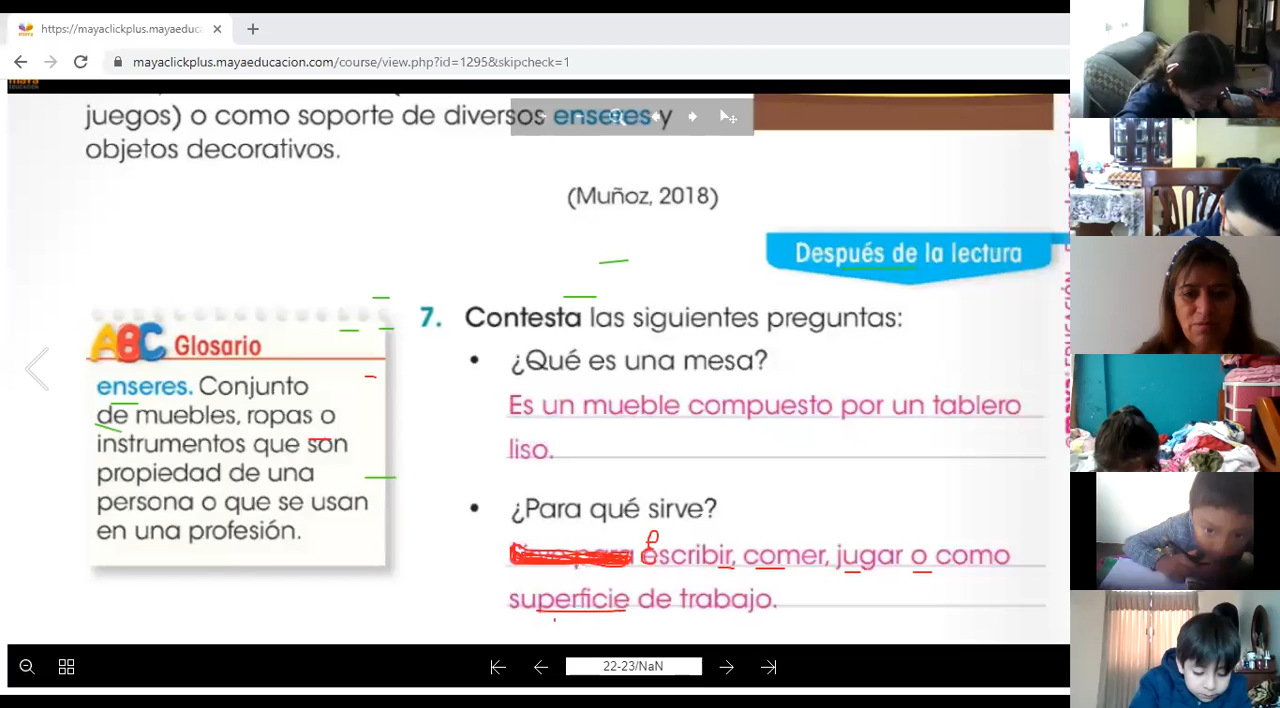 https://mayaclickplus.mayaeduca
mayaclickplus.mayaeducacion.com/course/view.php?id=1295&skipcheck=1
juegos) o como soporte de diversos enseres y
objetos decorativos.
(Muñoz, 2018)
Después de la lectura
ABC Glosario
enseres. Conjunto
de muebles, ropas o
instrumentos que son
propiedad de una
persona o que se usan
en una profesión.
7. Contesta las siguientes preguntas:
• ¿Qué es una mesa?
Es un mueble compuesto por un tablero
liso.
• ¿Para qué sirve?
escribir, comer, jugar o como
superficie de trabajo.
22-23/NaN